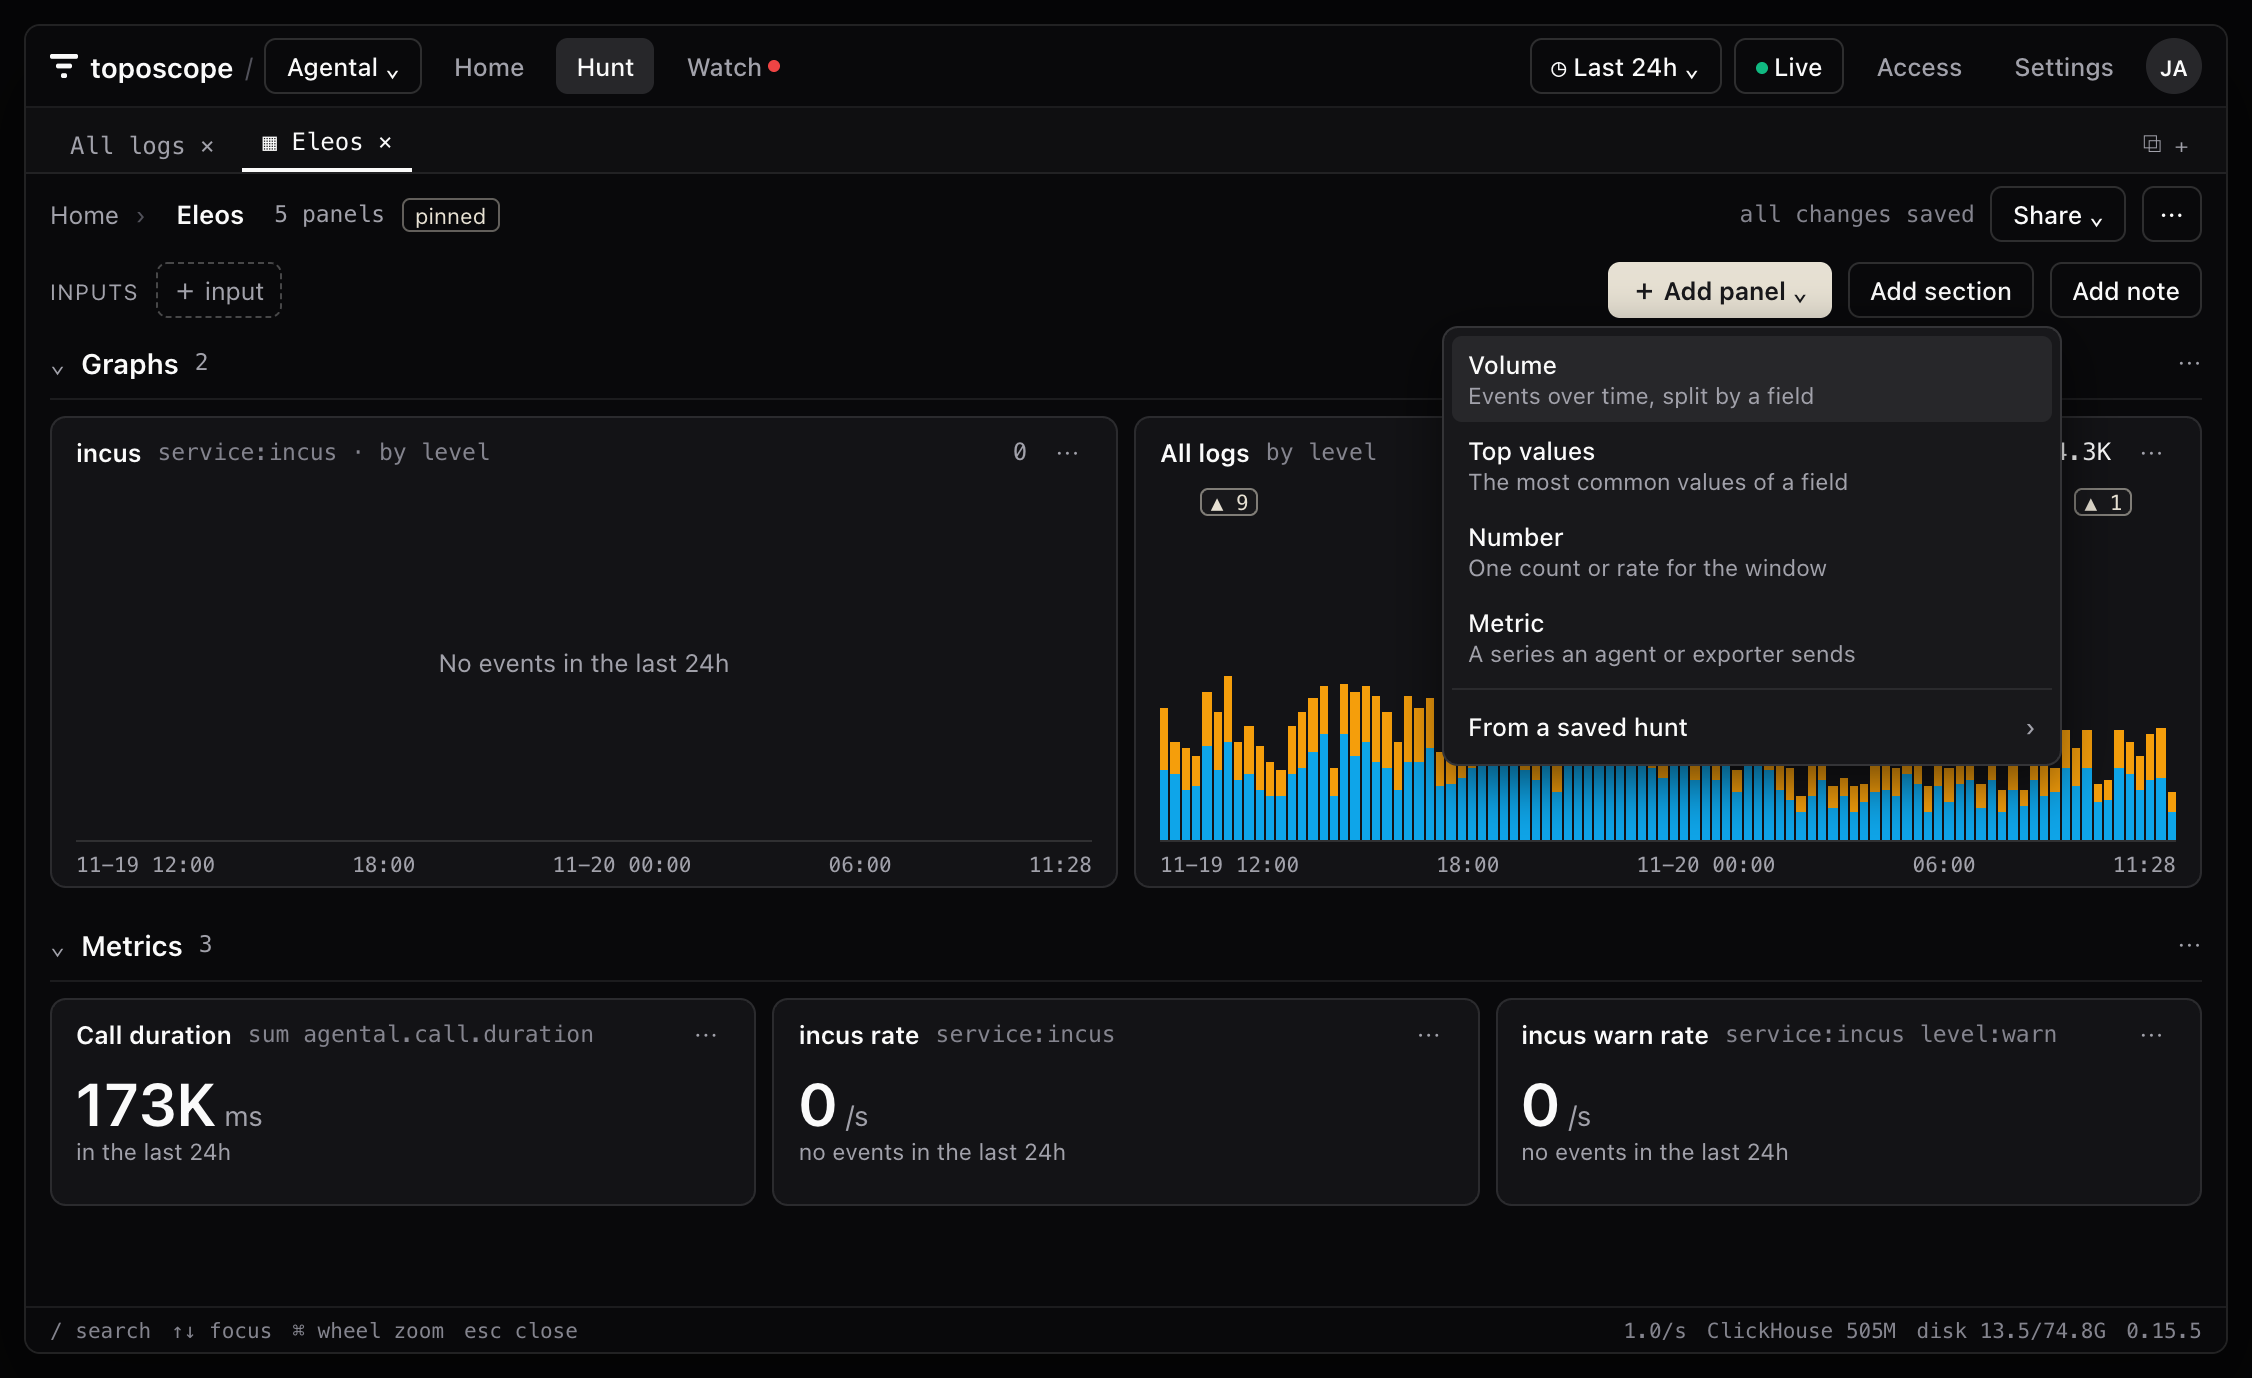 toposcope / Agental Home Hunt Watch Last 24h Live Access Settings JA
All logs × Eleos × +
Home › Eleos 5 panels pinned all changes saved Share ···
INPUTS + input + Add panel Add section Add note
Graphs 2 ···
Volume
Events over time, split by a field
Top values
The most common values of a field
Number
One count or rate for the window
Metric
A series an agent or exporter sends
From a saved hunt ›
incus service:incus · by level 0 ···
No events in the last 24h
11-19 12:00 18:00 11-20 00:00 06:00 11:28
All logs by level 4.3K ···
▲ 9 ▲ 1
11-19 12:00 18:00 11-20 00:00 06:00 11:28
Metrics 3 ···
Call duration sum agental.call.duration ···
173K ms
in the last 24h
incus rate service:incus ···
0 /s
no events in the last 24h
incus warn rate service:incus level:warn ···
0 /s
no events in the last 24h
/ search ↑↓ focus ⌘ wheel zoom esc close 1.0/s ClickHouse 505M disk 13.5/74.8G 0.15.5